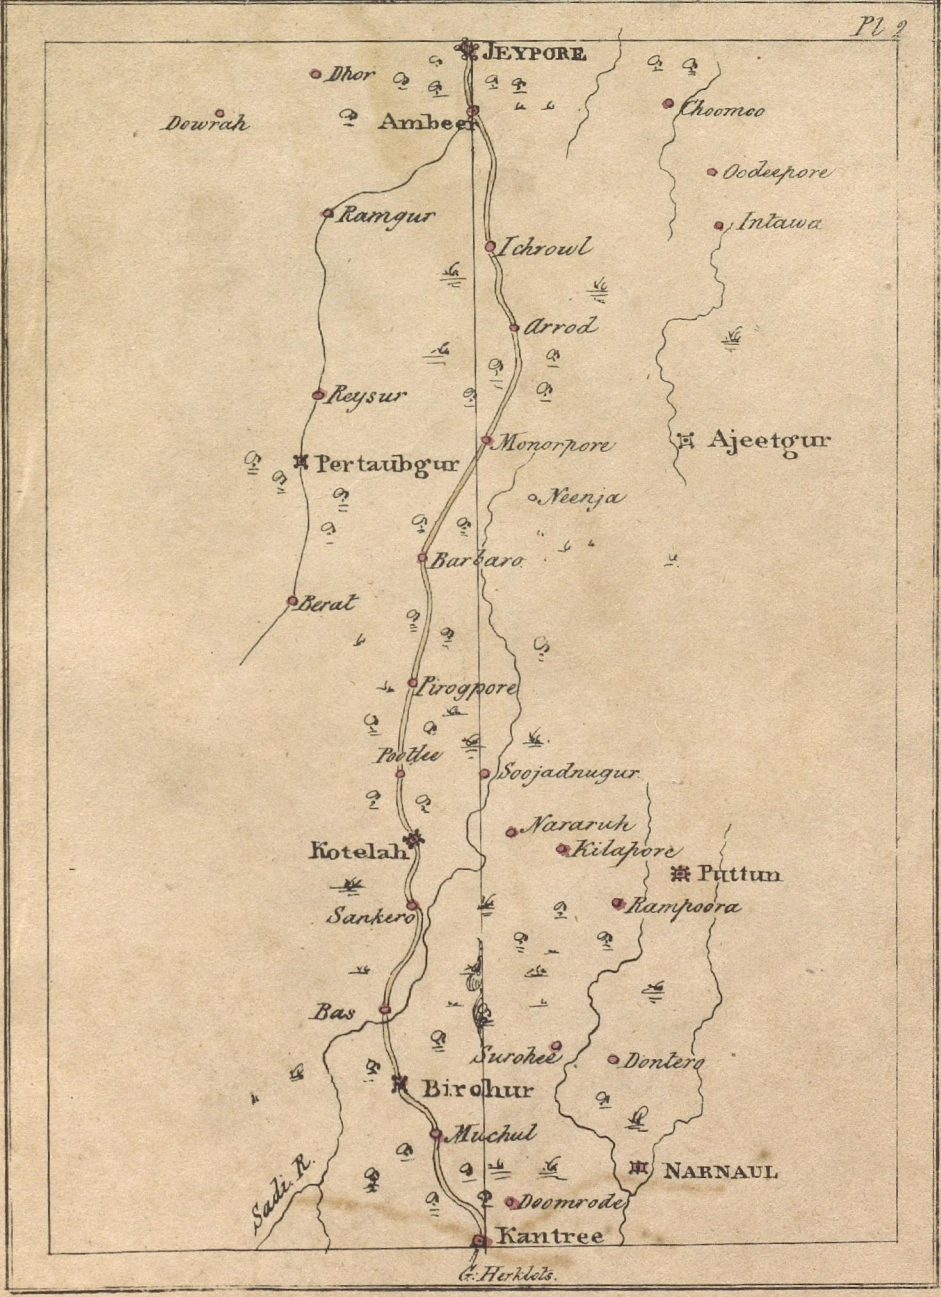 Pl 2
JEYPORE
Dhor
Choomoo
Dowrah
Ambeer
Oodeepore
Ramgur
Intawa
Ichrowl
Arrod
Reysur
Monorpore
Ajeetgur
Pertaubgur
Neenja
Barbaro
Berat
Pirogpore
Pootlee
Soojadnugur
Nararuh
Kotelah
Kilapore
Puttun
Sankero
Rampoora
Bas
Surohee
Dontero
Birohur
Muchul
NARNAUL
Sadi R.
Doomrode
Kantree
G. Herklots.